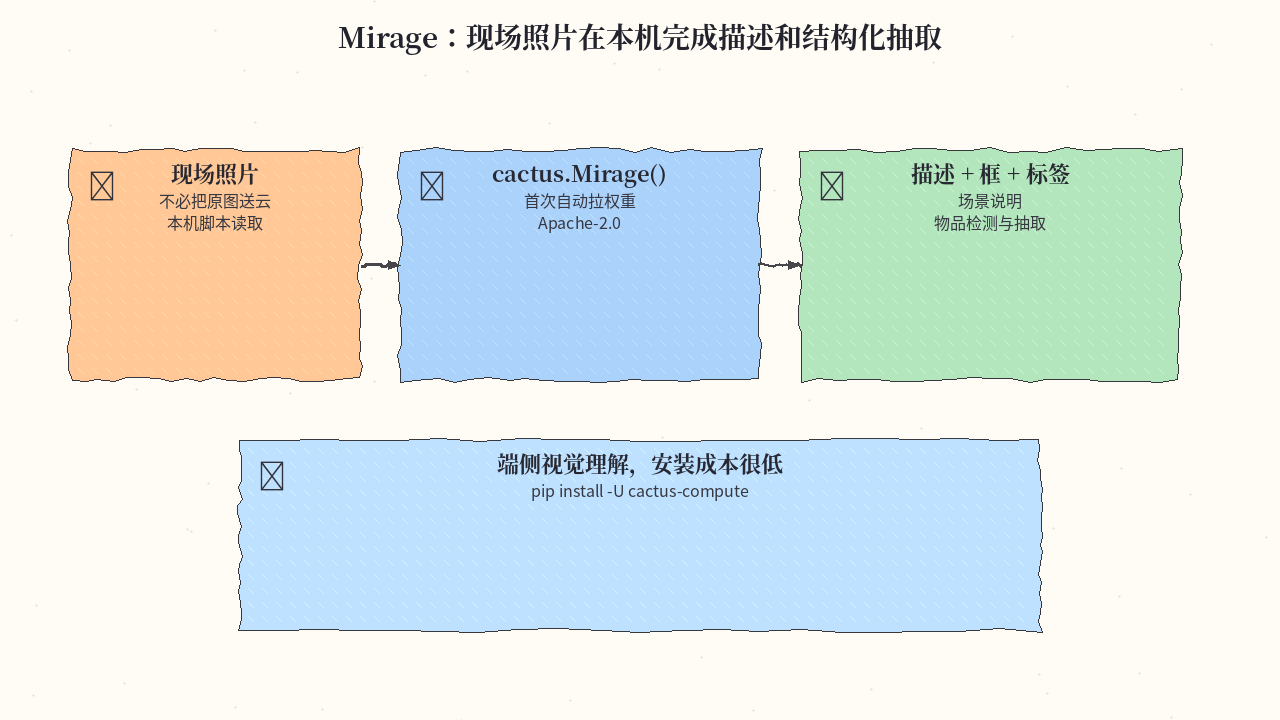 Mirage：现场照片在本机完成描述和结构化抽取
现场照片
不必把原图送云
本机脚本读取
cactus.Mirage()
首次自动拉权重
Apache-2.0
描述 + 框 + 标签
场景说明
物品检测与抽取
端侧视觉理解，安装成本很低
pip install -U cactus-compute